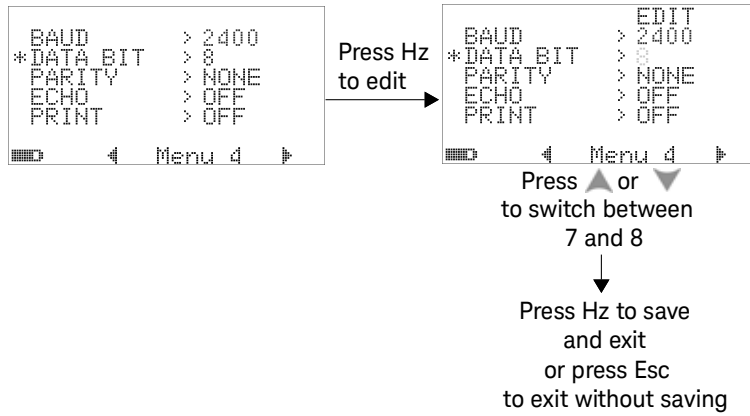 BAUD > 2400
*DATA BIT > 8
PARITY > NONE
ECHO > OFF
PRINT > OFF
Menu 4
Press Hz
to edit
EDIT
BAUD > 2400
*DATA BIT > 8
PARITY > NONE
ECHO > OFF
PRINT > OFF
Menu 4
Press or
to switch between
7 and 8
Press Hz to save
and exit
or press Esc
to exit without saving